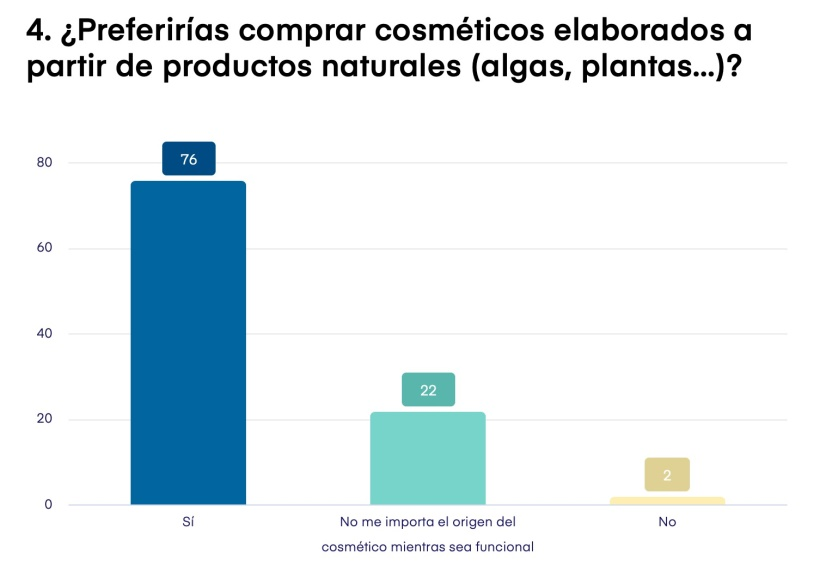 4. ¿Preferirías comprar cosméticos elaborados a
partir de productos naturales (algas, plantas...)?
80
60
40
20
0
76
22
2
Sí
No me importa el origen del
cosmético mientras sea funcional
No